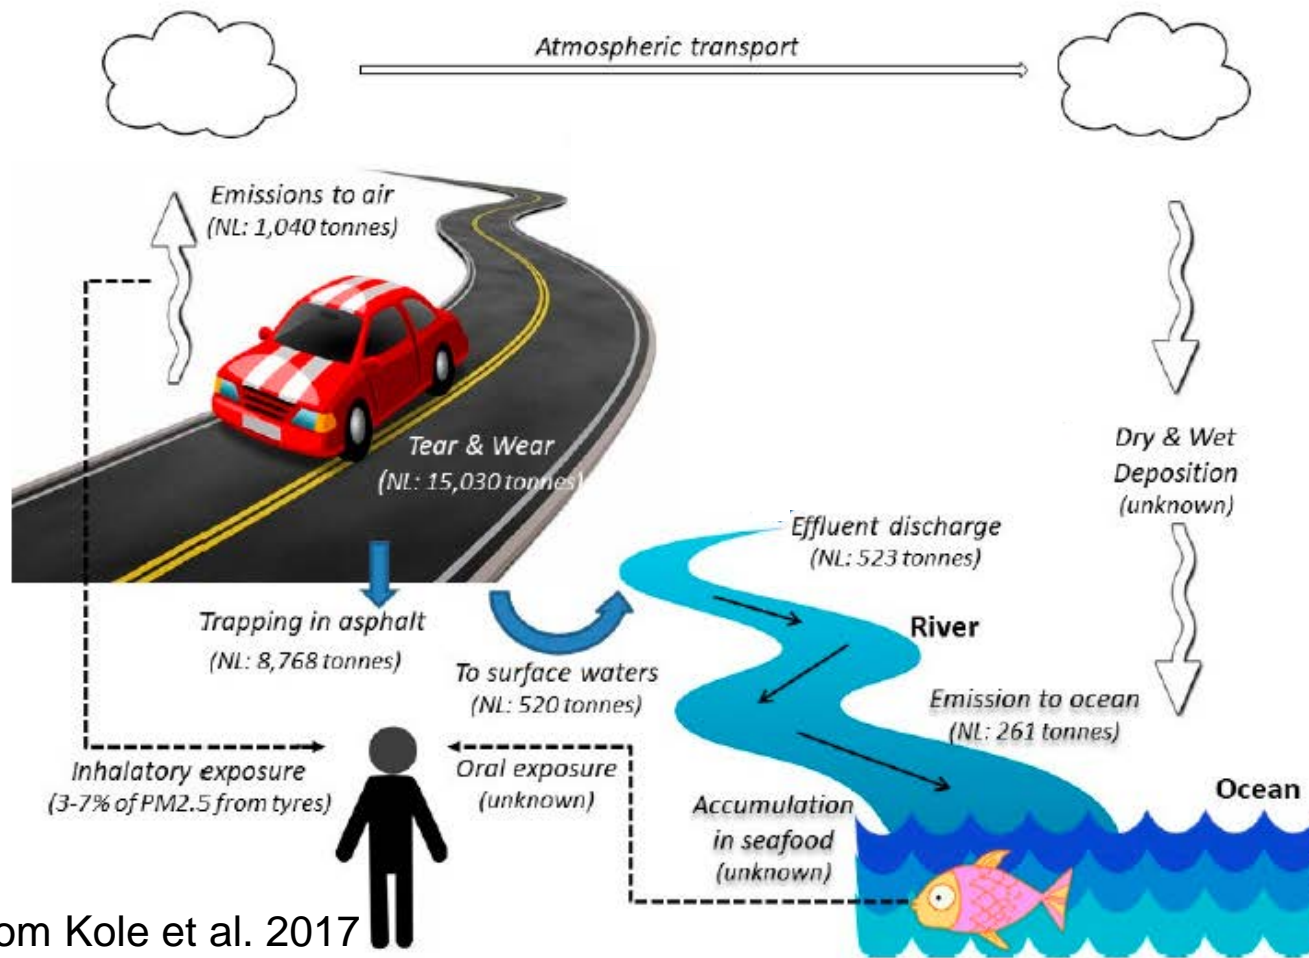 Atmospheric transport
Emissions to air
(NL: 1,040 tonnes)
Tear & Wear
(NL: 15,030 tonnes)
Dry & Wet
Deposition
(unknown)
Effluent discharge
(NL: 523 tonnes)
River
Trapping in asphalt
(NL: 8,768 tonnes)
To surface waters
(NL: 520 tonnes)
Emission to ocean
(NL: 261 tonnes)
Inhalatory exposure
(3-7% of PM2.5 from tyres)
Oral exposure
(unknown)
Accumulation
in seafood
(unknown)
Ocean
om Kole et al. 2017